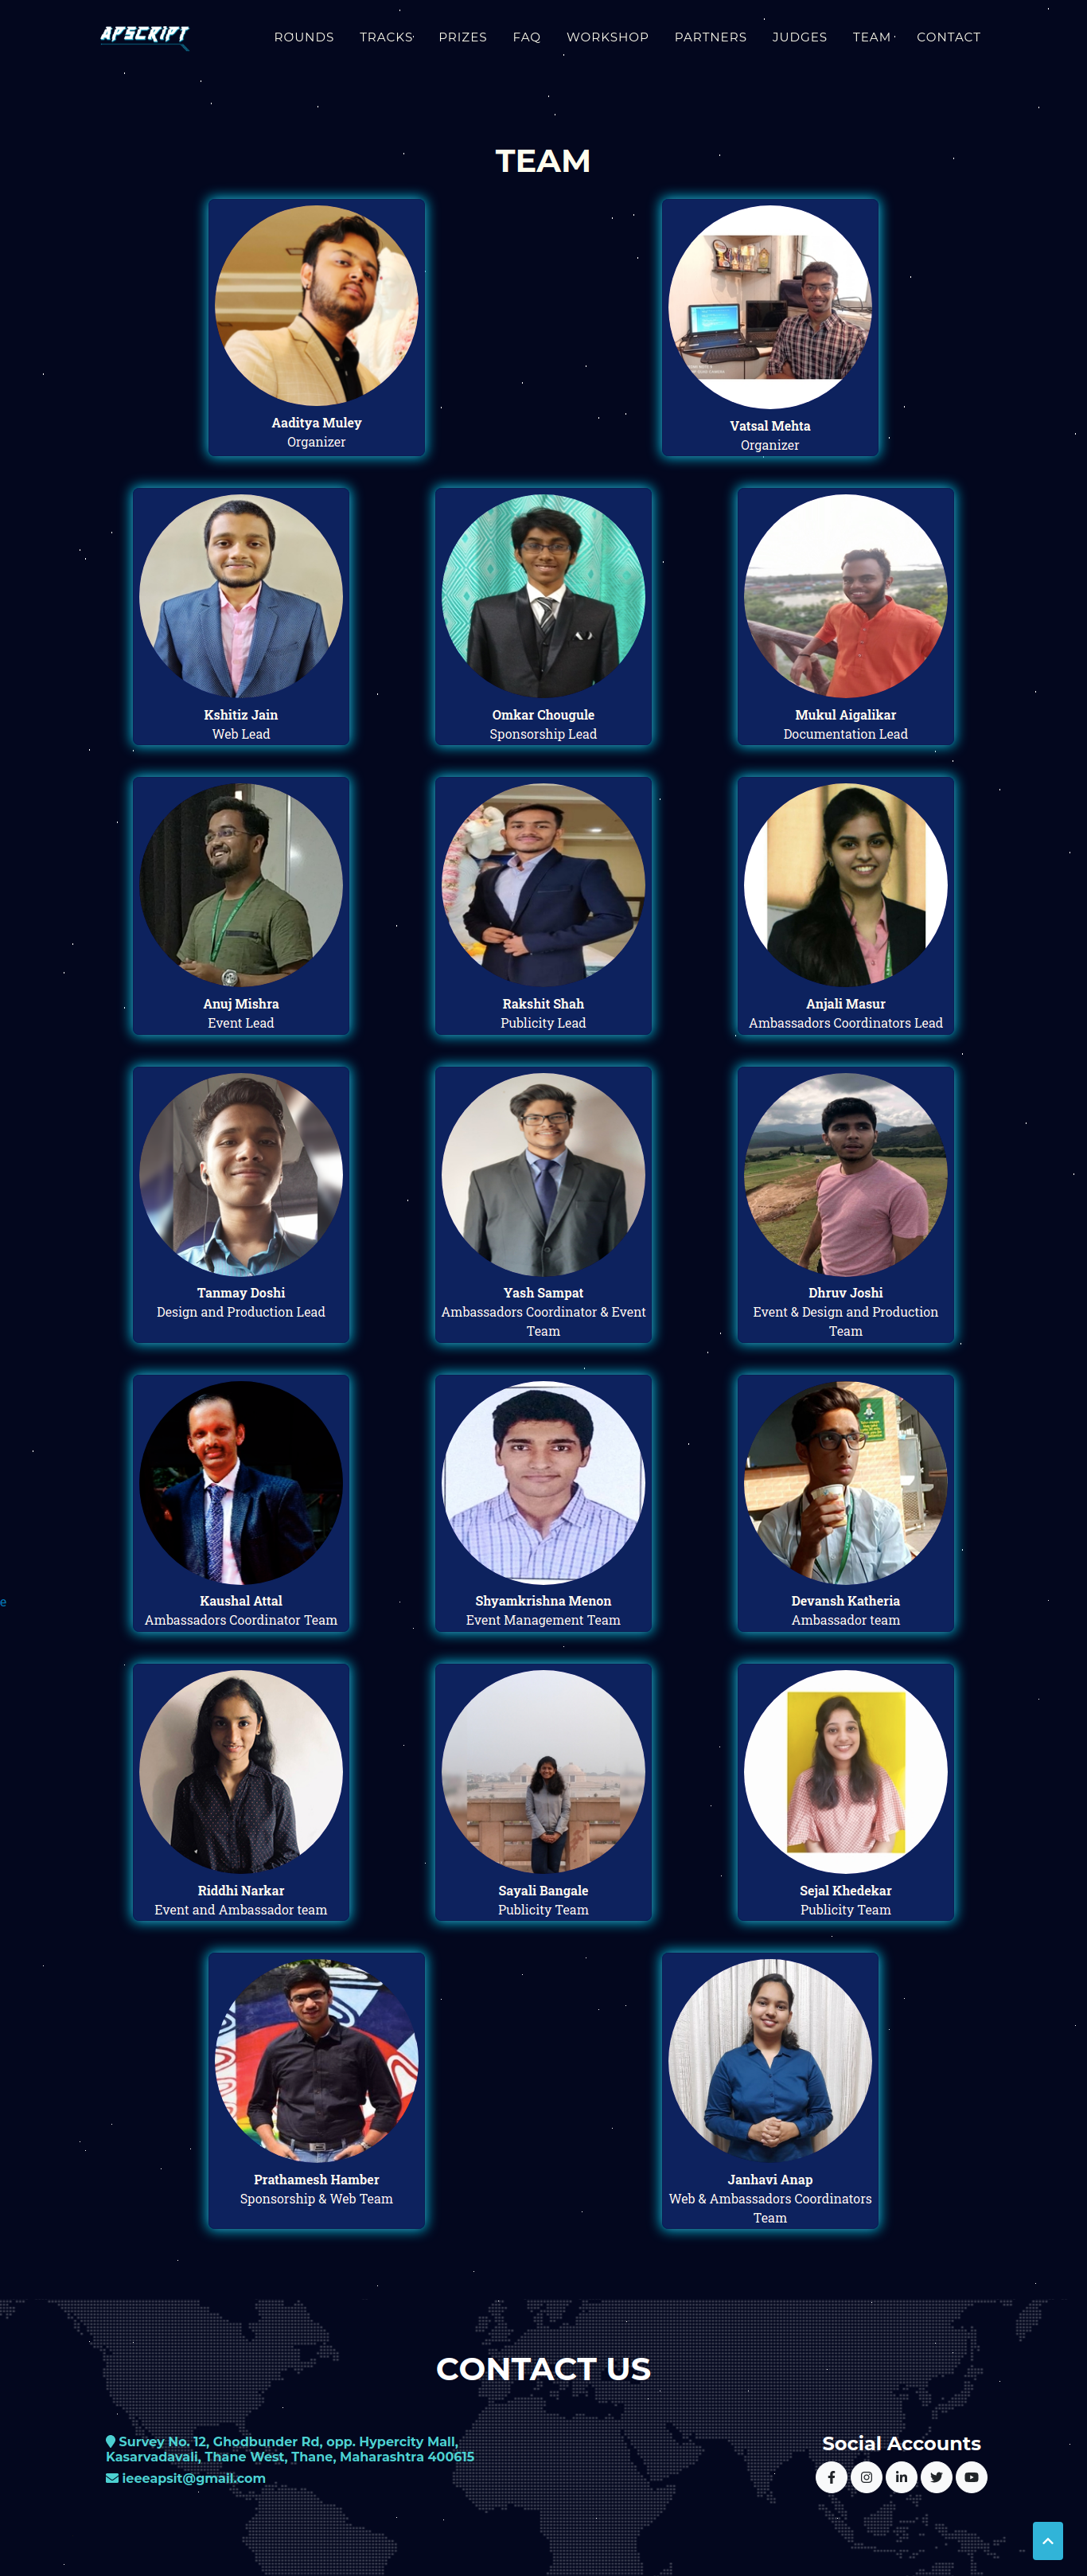 APSCRIPT
ROUNDS TRACKS PRIZES FAQ WORKSHOP PARTNERS JUDGES TEAM CONTACT
TEAM
Aaditya Muley
Organizer
Vatsal Mehta
Organizer
Kshitiz Jain
Web Lead
Omkar Chougule
Sponsorship Lead
Mukul Aigalikar
Documentation Lead
Anuj Mishra
Event Lead
Rakshit Shah
Publicity Lead
Anjali Masur
Ambassadors Coordinators Lead
Tanmay Doshi
Design and Production Lead
Yash Sampat
Ambassadors Coordinator & Event
Team
Dhruv Joshi
Event & Design and Production
Team
Kaushal Attal
Ambassadors Coordinator Team
Shyamkrishna Menon
Event Management Team
Devansh Katheria
Ambassador team
e
Riddhi Narkar
Event and Ambassador team
Sayali Bangale
Publicity Team
Sejal Khedekar
Publicity Team
Prathamesh Hamber
Sponsorship & Web Team
Janhavi Anap
Web & Ambassadors Coordinators
Team
CONTACT US
Survey No. 12, Ghodbunder Rd, opp. Hypercity Mall,
Kasarvadavali, Thane West, Thane, Maharashtra 400615
ieeeapsit@gmail.com
Social Accounts